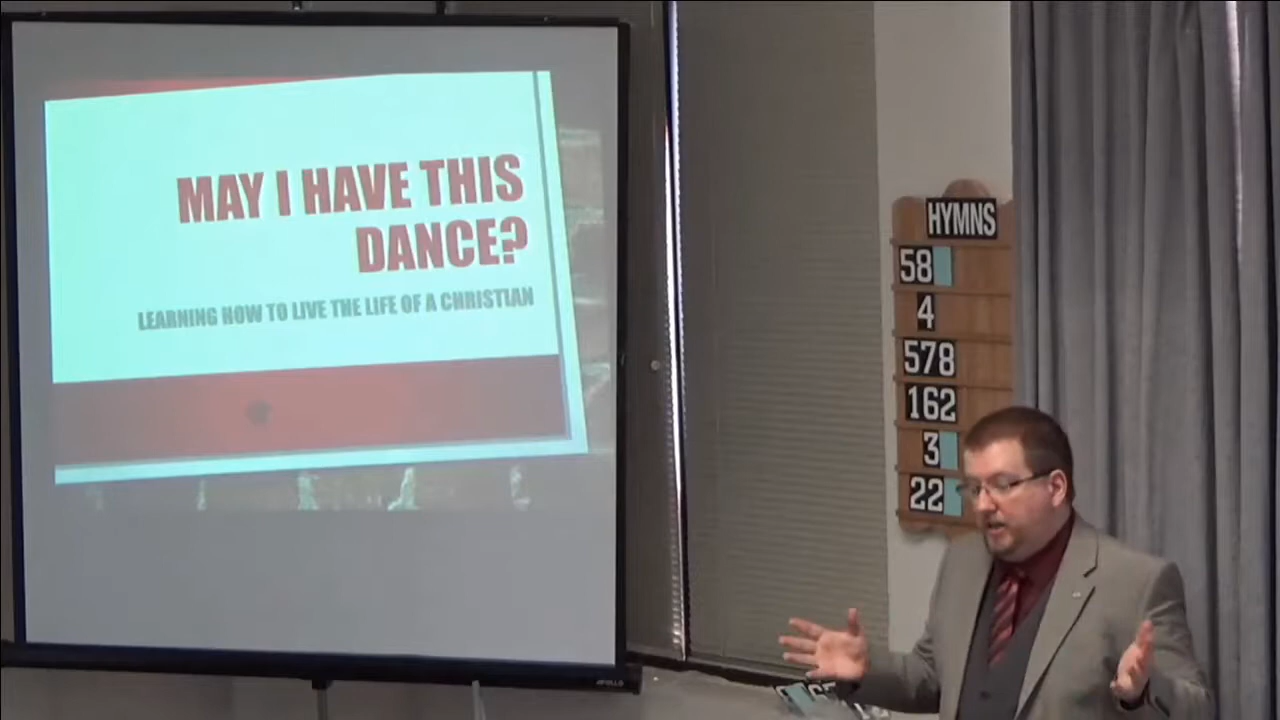 MAY I HAVE THIS
DANCE?
LEARNING HOW TO LIVE THE LIFE OF A CHRISTIAN
HYMNS
58
4
578
162
3
22
APOLLO